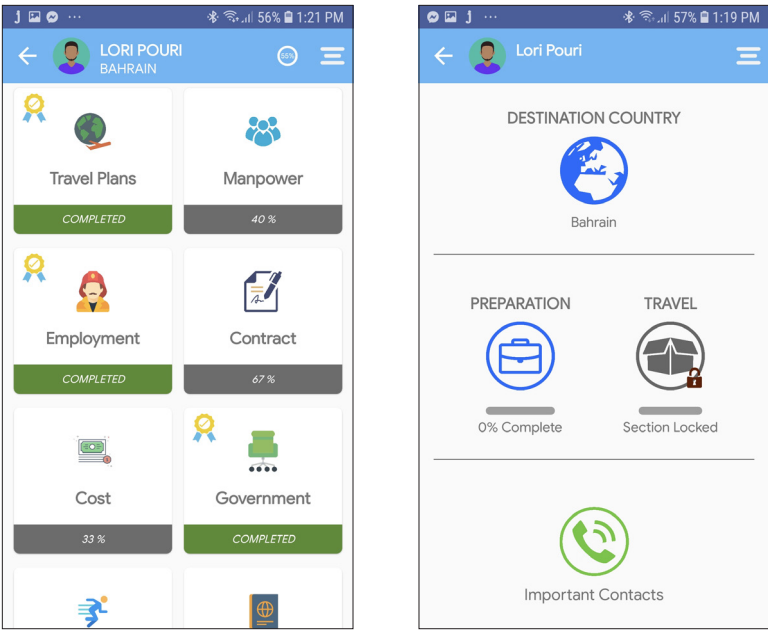 j ... 56% 1:21 PM
LORI POURI
BAHRAIN
55%
Travel Plans
Manpower
COMPLETED
40 %
Employment
Contract
COMPLETED
67 %
Cost
Government
33 %
COMPLETED
j ... 57% 1:19 PM
Lori Pouri
DESTINATION COUNTRY
Bahrain
PREPARATION
TRAVEL
0% Complete
Section Locked
Important Contacts